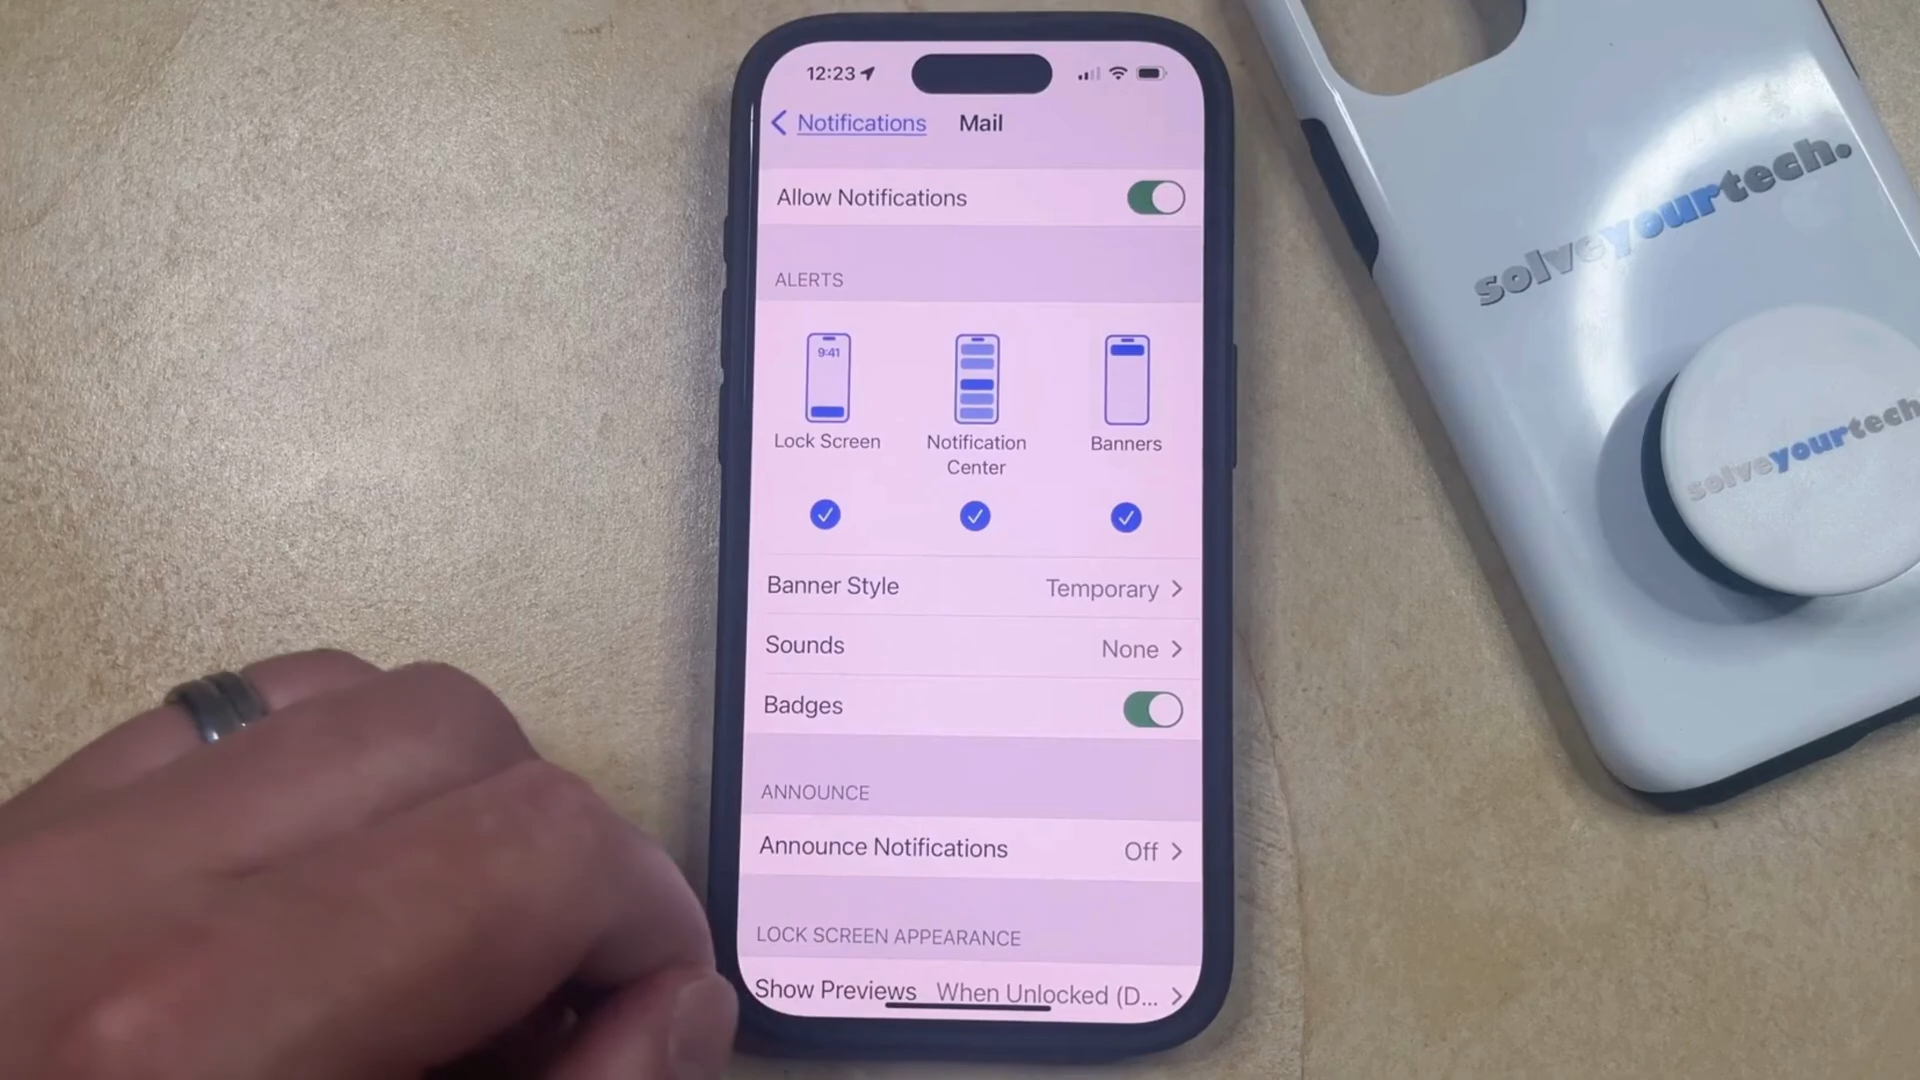 12:23
Notifications
Mail
Allow Notifications
ALERTS
9:41
Lock Screen
Notification
Center
Banners
Banner Style
Temporary
Sounds
None
Badges
ANNOUNCE
Announce Notifications
Off
LOCK SCREEN APPEARANCE
Show Previews
When Unlocked (D...
solveyourtech.
solveyourtech